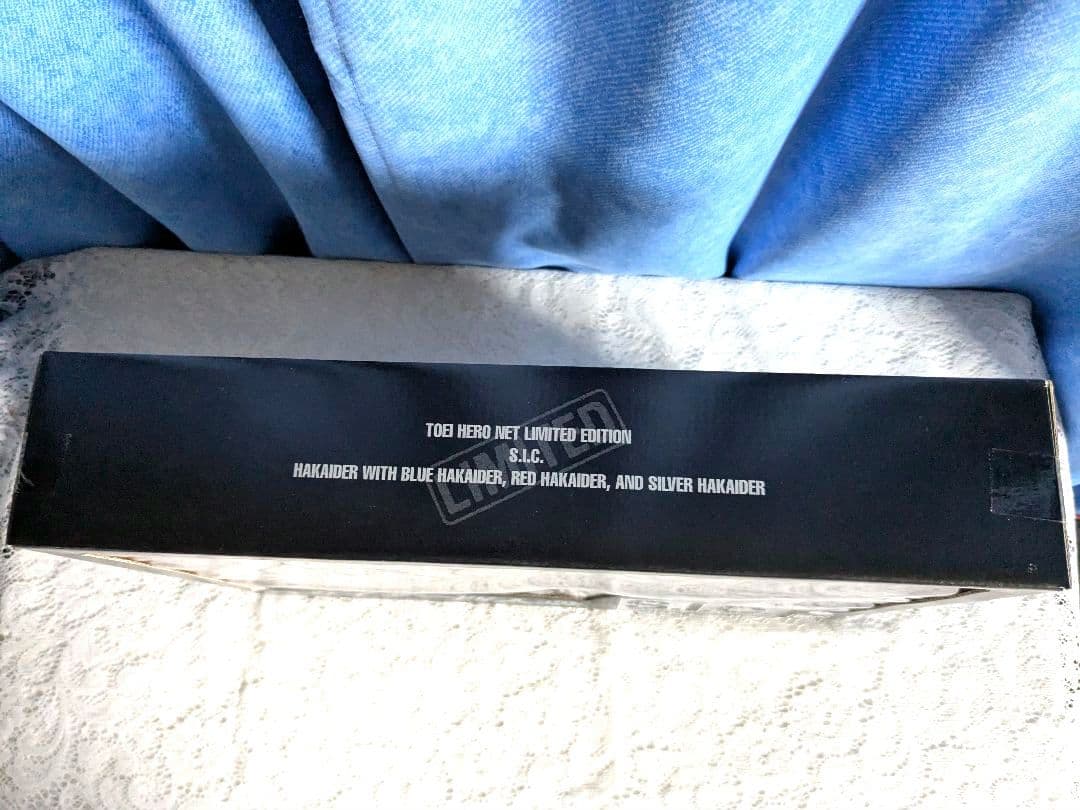 TOEI HERO NET LIMITED EDITION
LIMITED
S.I.C.
HAKAIDER WITH BLUE HAKAIDER, RED HAKAIDER, AND SILVER HAKAIDER